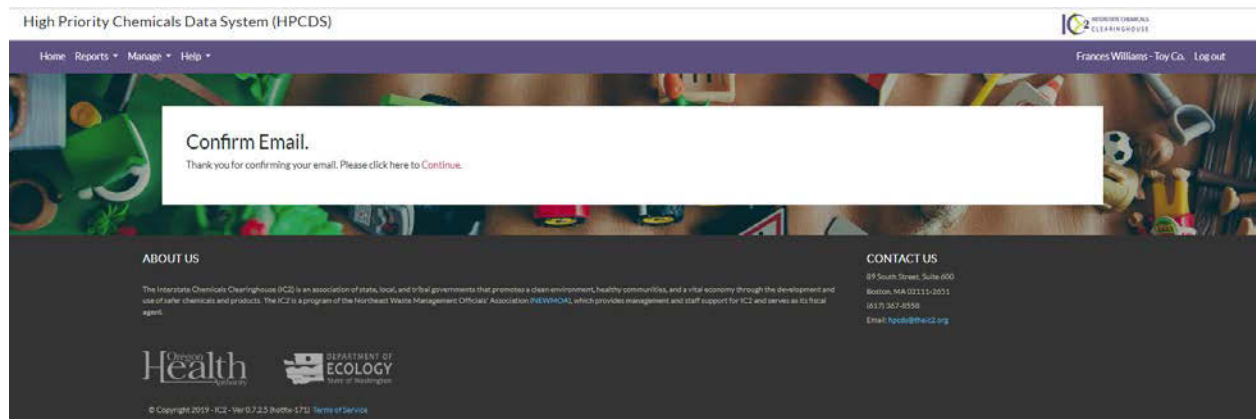 High Priority Chemicals Data System (HPCDS)
IC2 INTERSTATE CHEMICALS
CLEARINGHOUSE
Home Reports Manage Help
Frances Williams - Toy Co. Log out
Confirm Email.
Thank you for confirming your email. Please click here to Continue.
ABOUT US
The Interstate Chemicals Clearinghouse (IC2) is an association of state, local, and tribal governments that promotes a clean environment, healthy communities, and a vital economy through the development and
use of safer chemicals and products. The IC2 is a program of the Northeast Waste Management Officials' Association (NEWMOA), which provides management and staff support for IC2 and serves as its fiscal
agent.
CONTACT US
89 South Street, Suite 600
Boston, MA 02111-2651
(617) 367-8558
Email: hpcds@theic2.org
Oregon
Health
Authority
DEPARTMENT OF
ECOLOGY
State of Washington
© Copyright 2019 - IC2 - Ver 0.7.2.5 (hotfix-171) Terms of Service